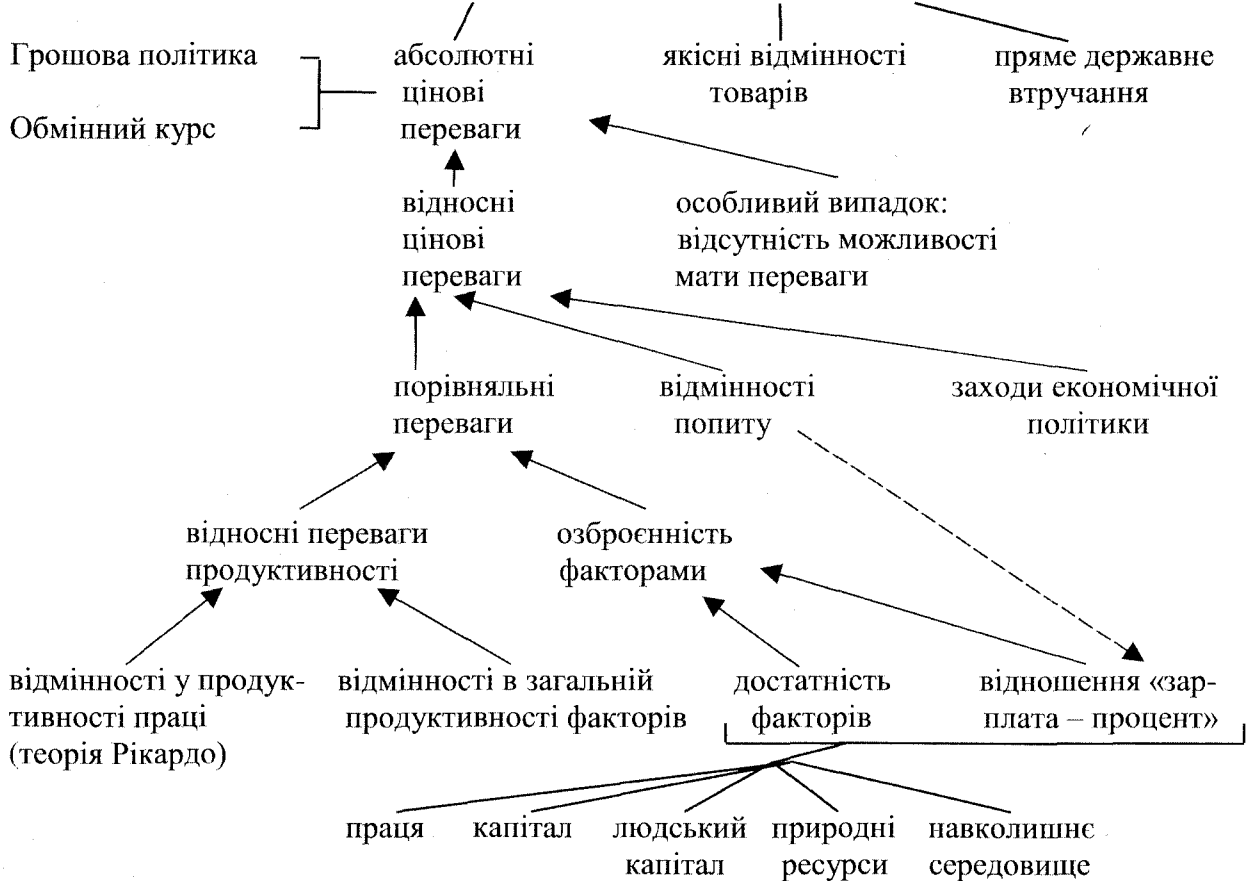 Грошова політика
Обмінний курс
абсолютні
цінові
переваги
якісні відмінності
товарів
пряме державне
втручання
відносні
цінові
переваги
особливий випадок:
відсутність можливості
мати переваги
порівняльні
переваги
відмінності
попиту
заходи економічної
політики
відносні переваги
продуктивності
озброєнність
факторами
відмінності у продук-
тивності праці
(теорія Рікардо)
відмінності в загальній
продуктивності факторів
достатність
факторів
відношення «зар-
плата – процент»
праця
капітал
людський
капітал
природні
ресурси
навколишнє
середовище